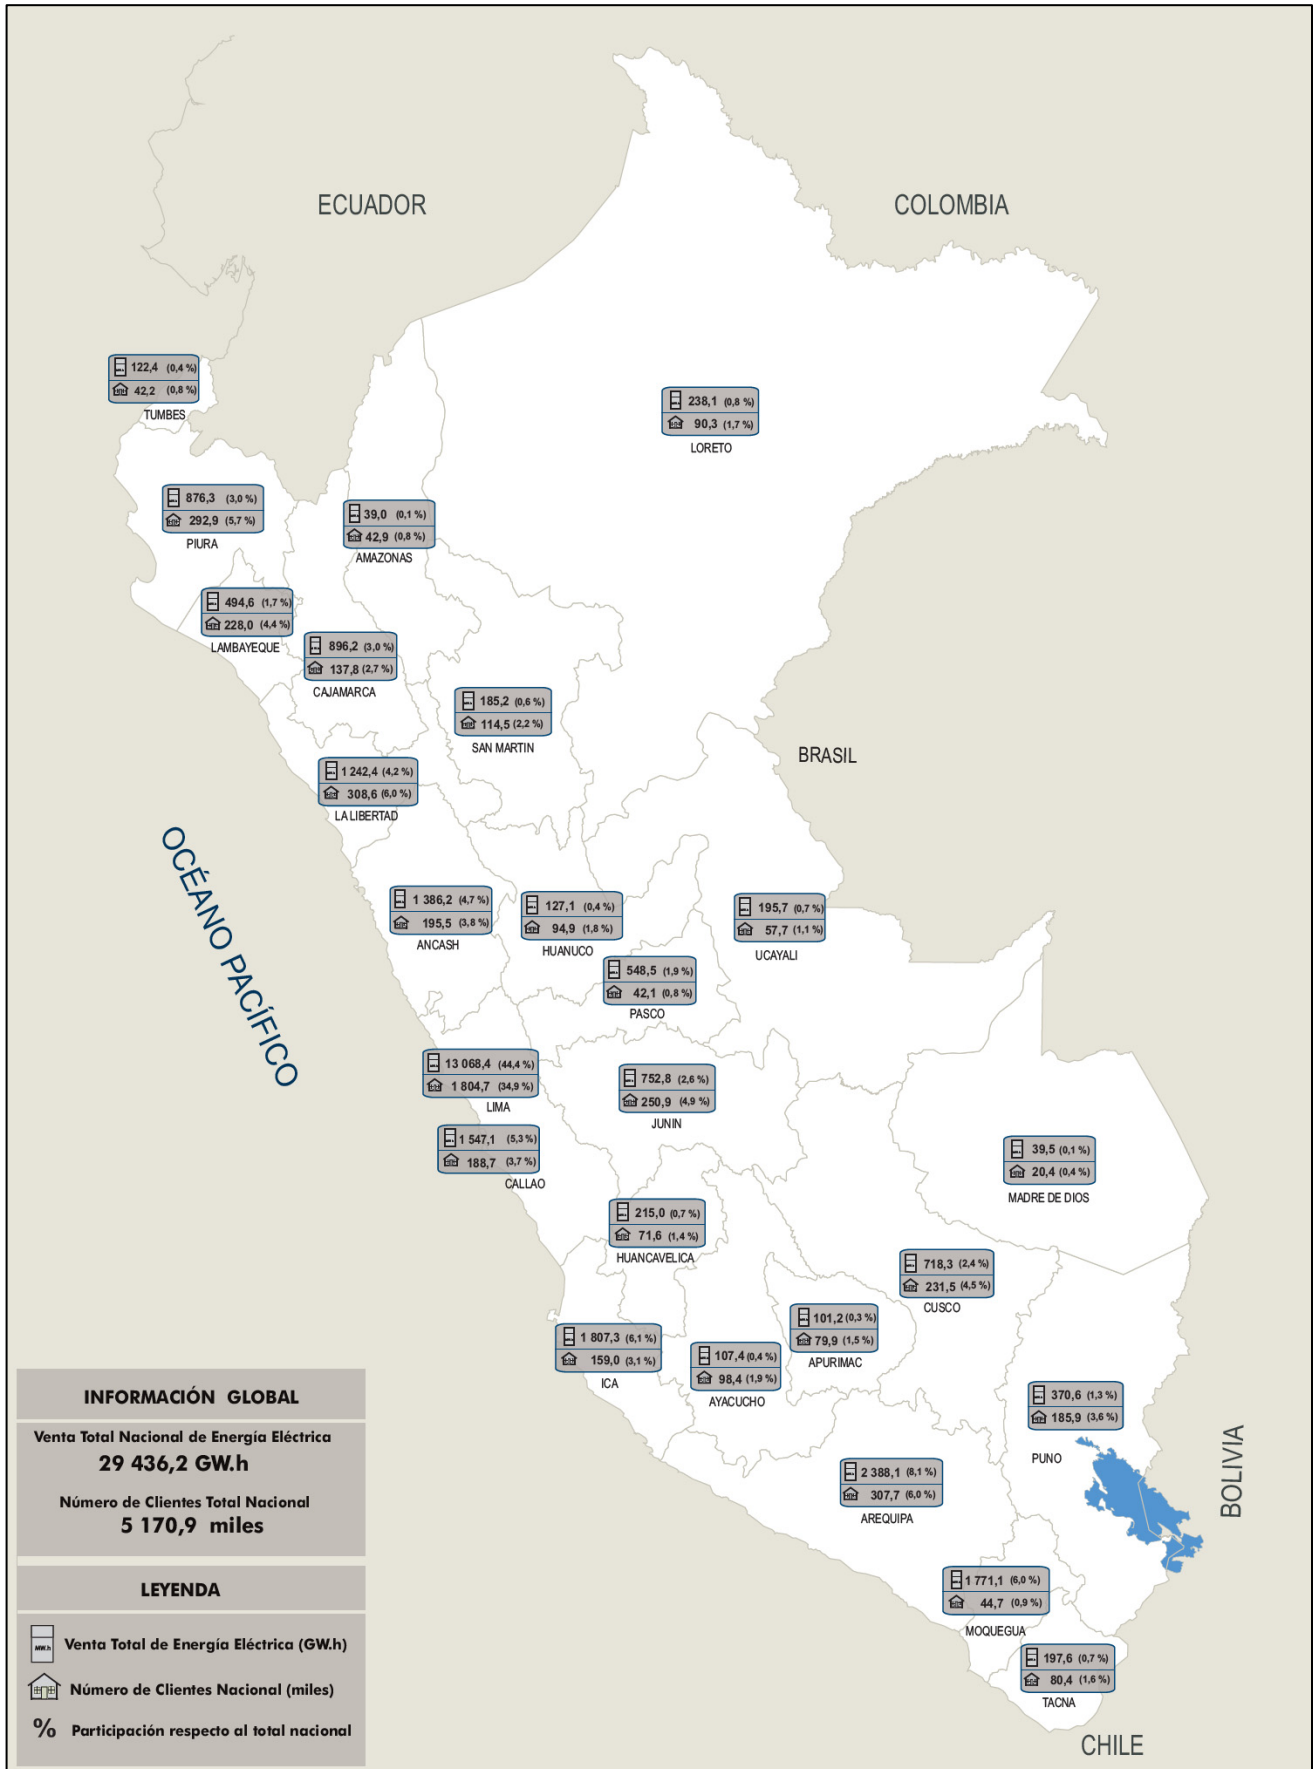 ECUADOR
COLOMBIA
122,4 (0,4 %)
42,2 (0,8 %)
TUMBES
238,1 (0,8 %)
90,3 (1,7 %)
LORETO
876,3 (3,0 %)
292,9 (5,7 %)
PIURA
39,0 (0,1 %)
42,9 (0,8 %)
AMAZONAS
494,6 (1,7 %)
228,0 (4,4 %)
LAMBAYEQUE
896,2 (3,0 %)
137,8 (2,7 %)
CAJAMARCA
185,2 (0,6 %)
114,5 (2,2 %)
SAN MARTIN
BRASIL
1 242,4 (4,2 %)
308,6 (6,0 %)
LA LIBERTAD
OCÉANO PACÍFICO
1 386,2 (4,7 %)
195,5 (3,8 %)
ANCASH
127,1 (0,4 %)
94,9 (1,8 %)
HUANUCO
195,7 (0,7 %)
57,7 (1,1 %)
UCAYALI
548,5 (1,9 %)
42,1 (0,8 %)
PASCO
13 068,4 (44,4 %)
1 804,7 (34,9 %)
LIMA
752,8 (2,6 %)
250,9 (4,9 %)
JUNIN
1 547,1 (5,3 %)
188,7 (3,7 %)
CALLAO
39,5 (0,1 %)
20,4 (0,4 %)
MADRE DE DIOS
215,0 (0,7 %)
71,6 (1,4 %)
HUANCAVELICA
718,3 (2,4 %)
231,5 (4,5 %)
CUSCO
1 807,3 (6,1 %)
159,0 (3,1 %)
ICA
107,4 (0,4 %)
98,4 (1,9 %)
AYACUCHO
101,2 (0,3 %)
79,9 (1,5 %)
APURIMAC
370,6 (1,3 %)
185,9 (3,6 %)
PUNO
BOLIVIA
2 388,1 (8,1 %)
307,7 (6,0 %)
AREQUIPA
1 771,1 (6,0 %)
44,7 (0,9 %)
MOQUEGUA
197,6 (0,7 %)
80,4 (1,6 %)
TACNA
CHILE
INFORMACIÓN GLOBAL
Venta Total Nacional de Energía Eléctrica
29 436,2 GW.h
Número de Clientes Total Nacional
5 170,9 miles
LEYENDA
MW.h Venta Total de Energía Eléctrica (GW.h)
Número de Clientes Nacional (miles)
% Participación respecto al total nacional